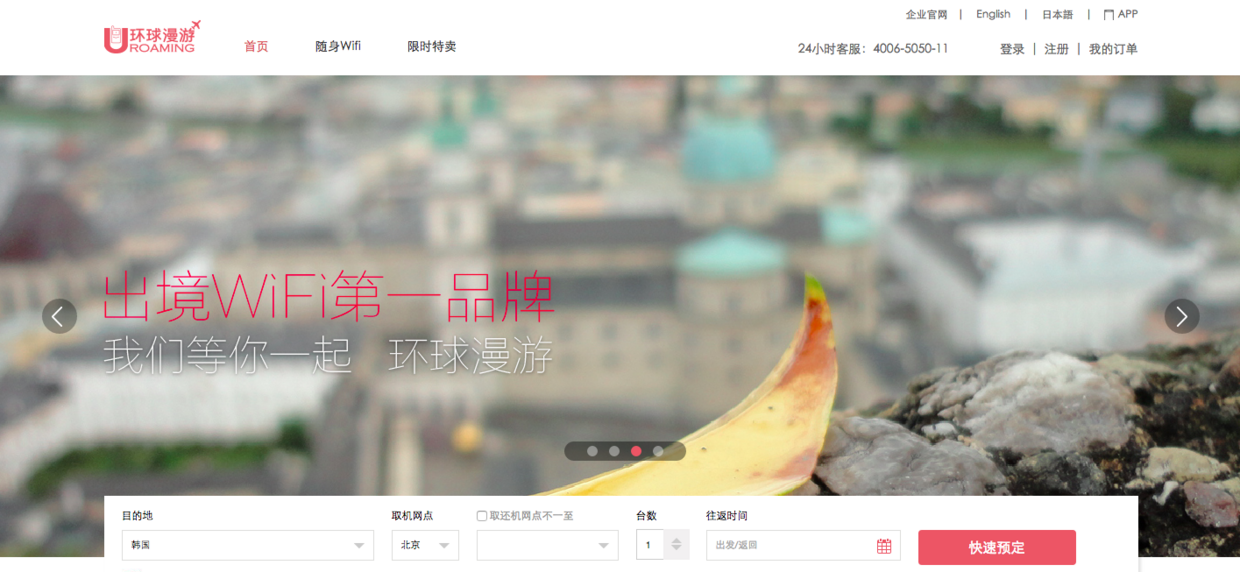 企业官网 | English | 日本語 | APP
环球漫游
UROAMING
首页 随身Wifi 限时特卖
24小时客服：4006-5050-11
登录 | 注册 | 我的订单
出境WiFi第一品牌
我们等你一起 环球漫游
目的地 取机网点 取还机网点不一至 台数 往返时间
韩国 北京 1 出发/返回 快速预定